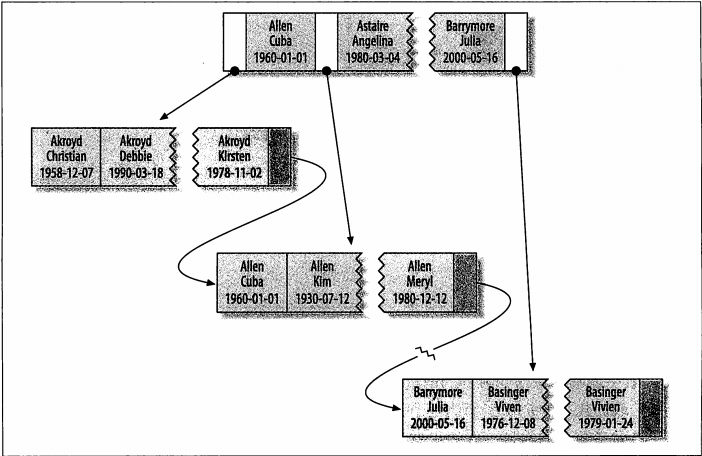 Allen
Cuba
1960-01-01
Astaire
Angelina
1980-03-04
Barrymore
Julia
2000-05-16
Akroyd
Christian
1958-12-07
Akroyd
Debbie
1990-03-18
Akroyd
Kirsten
1978-11-02
Allen
Cuba
1960-01-01
Allen
Kim
1930-07-12
Allen
Meryl
1980-12-12
Barrymore
Julia
2000-05-16
Basinger
Viven
1976-12-08
Basinger
Vivien
1979-01-24